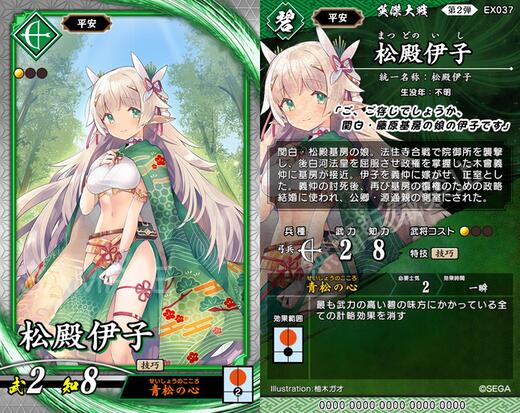 平安
松殿伊子
技巧
武2 知8
せいしょうのこころ
青松の心
2
碧
平安
英傑大戦
第2弾
EX037
まつどのいし
松殿伊子
統一名称:松殿伊子
生没年:不明
「ご、ご存じでしょうか、
関白・藤原基房の娘の伊子です」
関白・松殿基房の娘。法住寺合戦で院御所を襲撃
し、後白河法皇を屈服させ政権を掌握した木曾義
仲に基房が接近。伊子を義仲に嫁がせ、正室とし
た。義仲の討死後、再び基房の復権のための政略
結婚に使われ、公卿・源通親の側室にされた。
兵種 武力 知力 武将コスト
弓兵 2 8 特技 技巧
せいしょうのこころ
青松の心
必要士気 2 効果時間 一瞬
効果範囲
最も武力の高い碧の味方にかかっている全
ての計略効果を消す
Illustration:柚木ガオ
©SEGA
0000-0000-0000-0000-0000